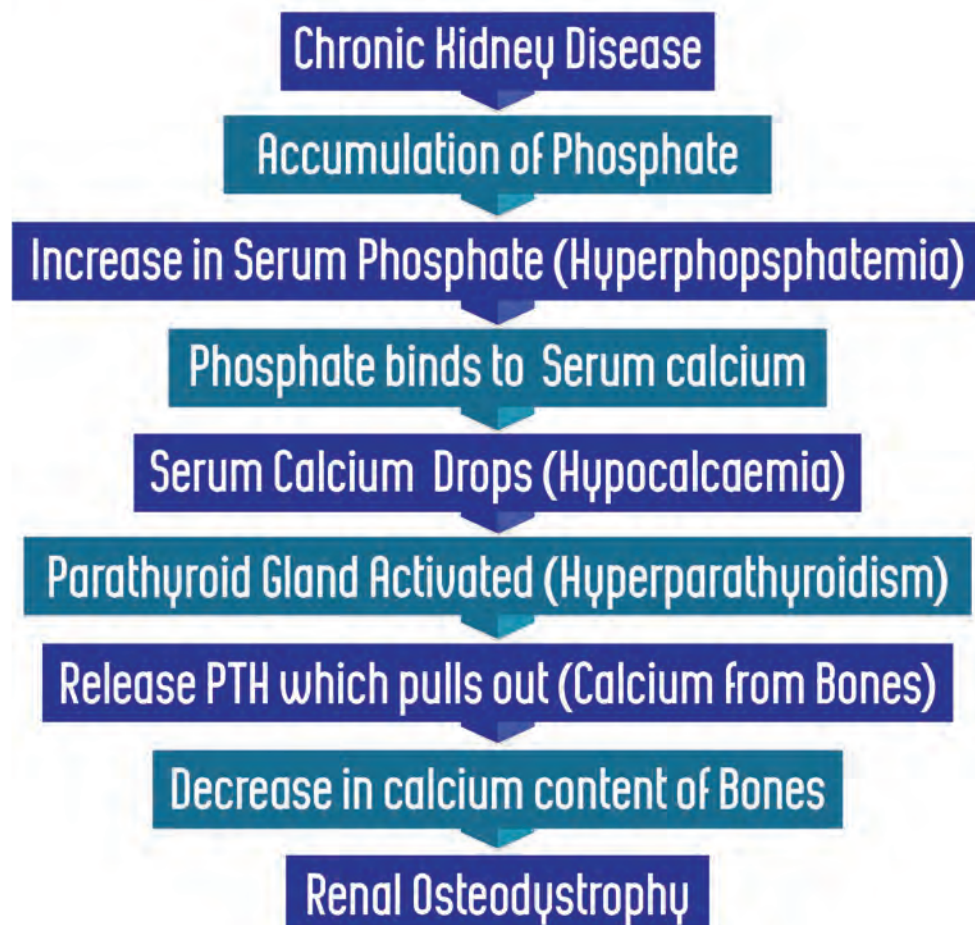 Chronic Kidney Disease
Accumulation of Phosphate
Increase in Serum Phosphate (Hyperphopsphatemia)
Phosphate binds to Serum calcium
Serum Calcium Drops (Hypocalcaemia)
Parathyroid Gland Activated (Hyperparathyroidism)
Release PTH which pulls out (Calcium from Bones)
Decrease in calcium content of Bones
Renal Osteodystrophy